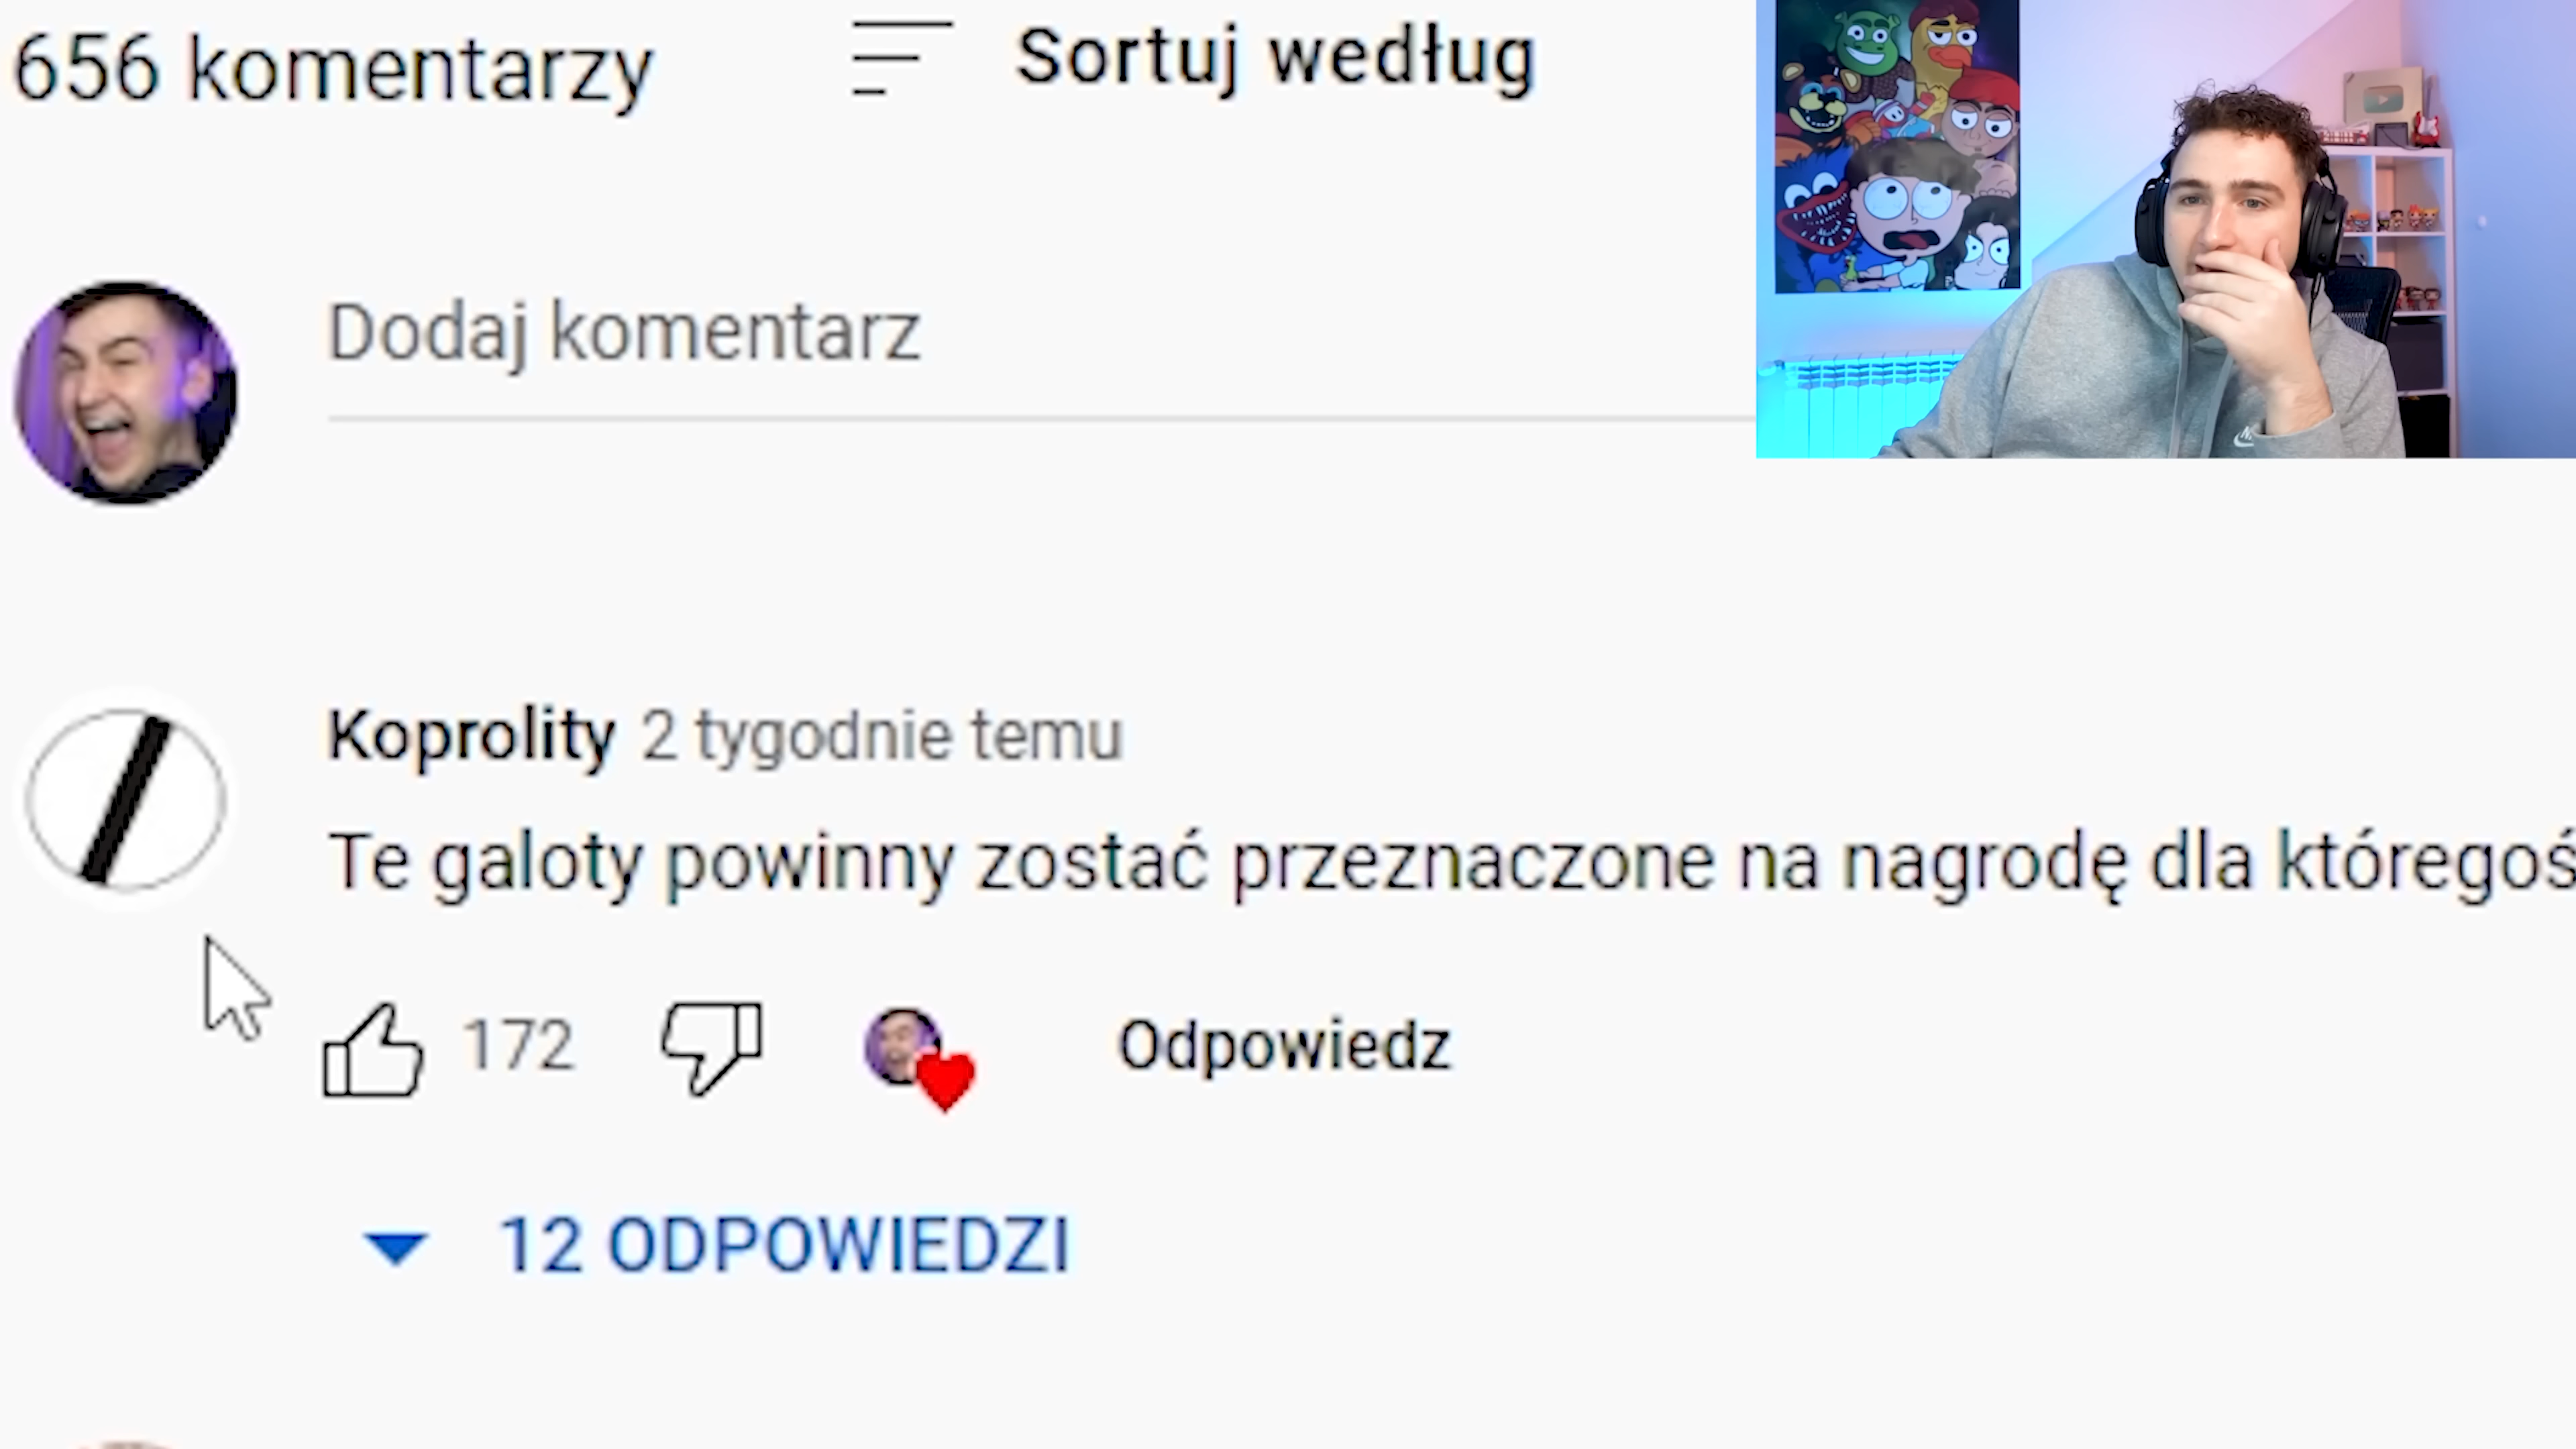 656 komentarzy
Sortuj według
Dodaj komentarz
Koprolity 2 tygodnie temu
Te galoty powinny zostać przeznaczone na nagrodę dla któregoś
172
Odpowiedz
12 ODPOWIEDZI